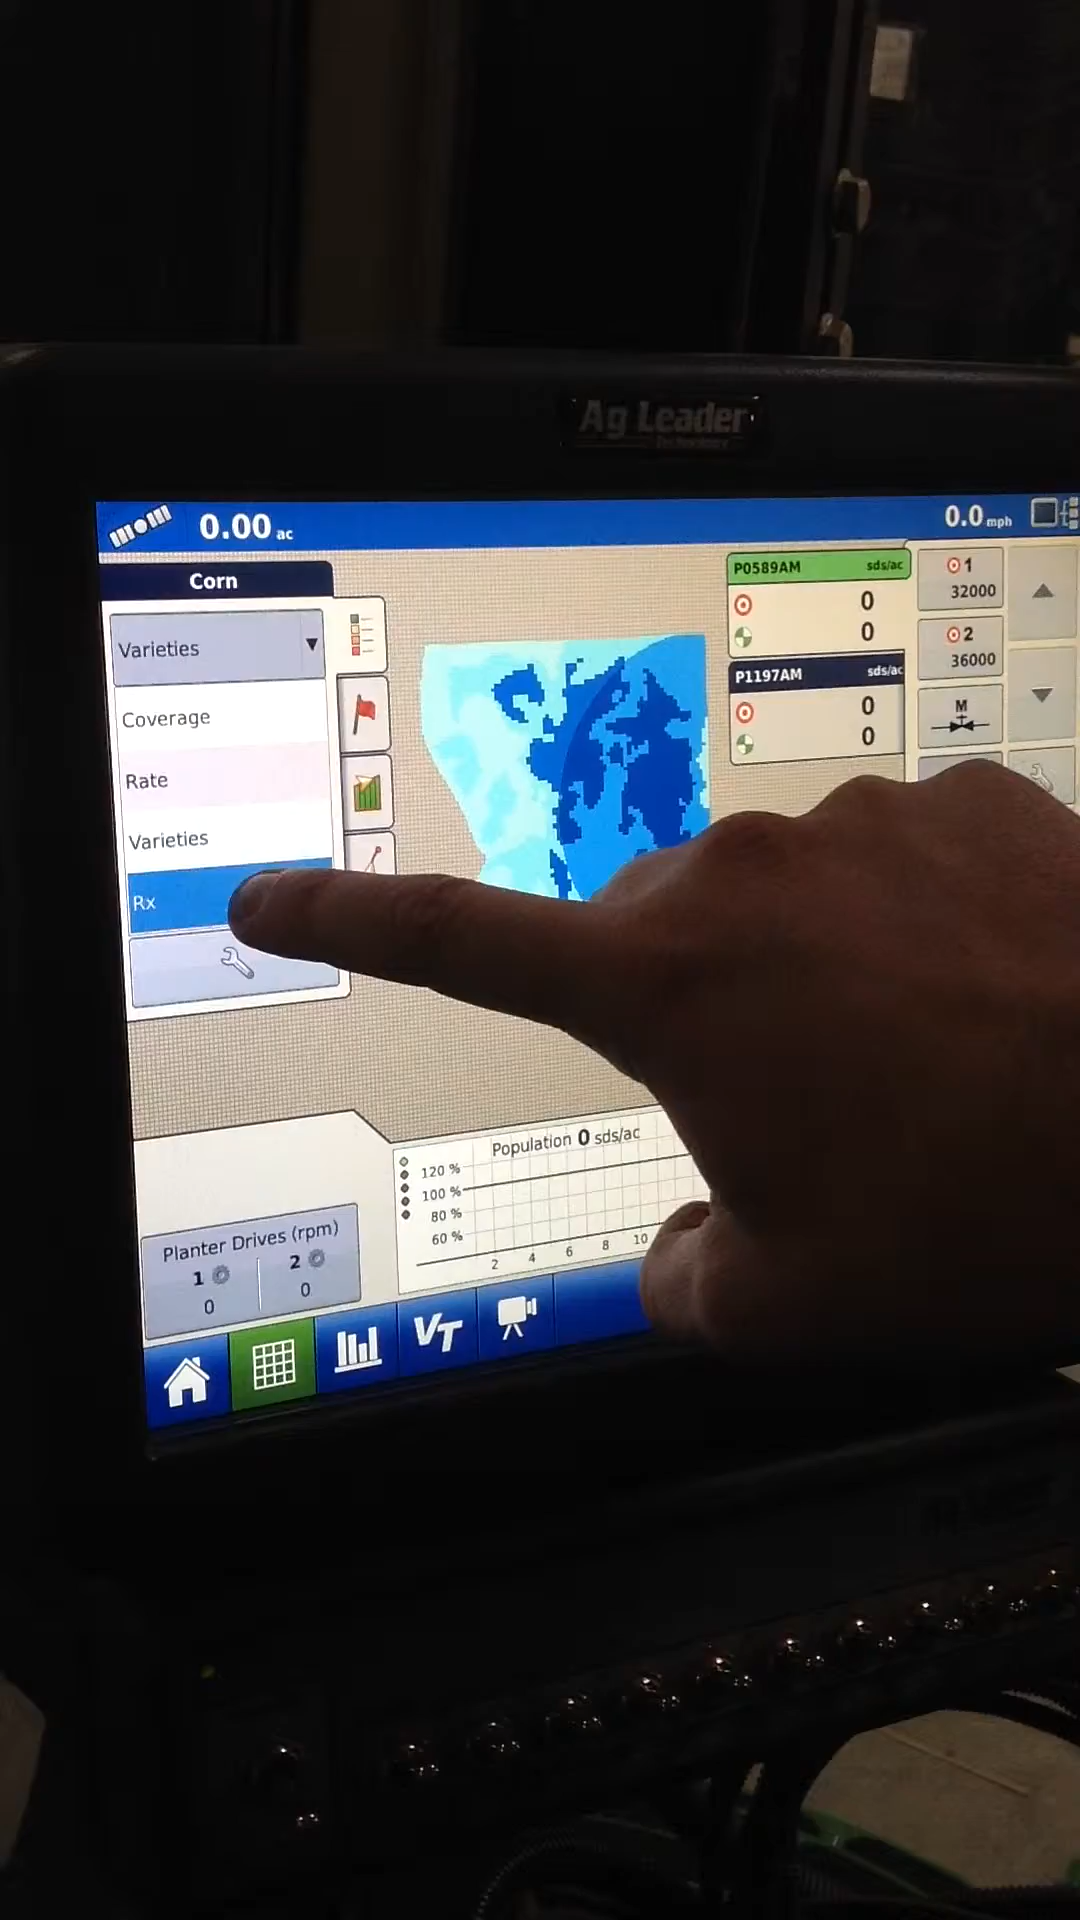 Ag Leader
Technology
0.00 ac
0.0 mph
Corn
Varieties
Coverage
Rate
Varieties
Rx
P0589AM sds/ac
0
0
P1197AM sds/ac
0
0
1
32000
2
36000
M
Population 0 sds/ac
120 %
100 %
80 %
60 %
2 4 6 8 10
Planter Drives (rpm)
1 2
0 0
VT